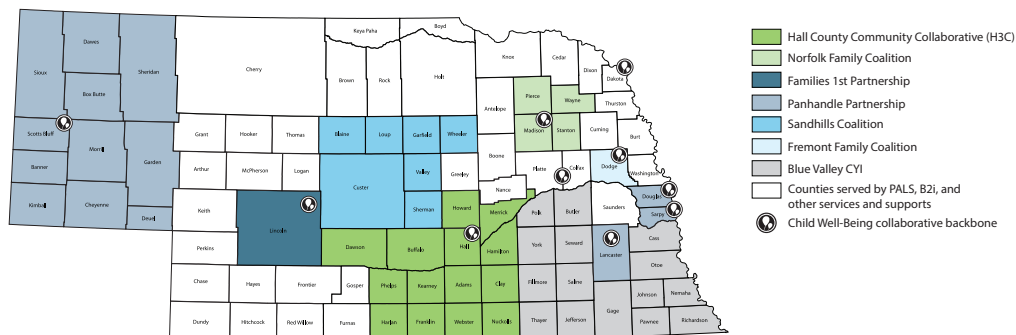 Boyd
Keya Paha
Dawes
Knox
Cedar
Sheridan
Sioux
Cherry
Holt
Dixon
Dakota
Brown
Rock
Box Butte
Pierce
Wayne
Thurston
Antelope
Scotts Bluff
Grant
Hooker
Thomas
Blaine
Loup
Garfield
Wheeler
Madison
Stanton
Cuming
Burt
Morrill
Banner
Garden
Boone
Arthur
McPherson
Logan
Custer
Valley
Greeley
Platte
Colfax
Dodge
Washington
Nance
Kimball
Cheyenne
Deuel
Keith
Sherman
Howard
Merrick
Polk
Butler
Saunders
Douglas
Sarpy
Lincoln
Perkins
Dawson
Buffalo
Hall
Hamilton
York
Seward
Lancaster
Cass
Otoe
Chase
Hayes
Frontier
Gosper
Phelps
Kearney
Adams
Clay
Fillmore
Saline
Johnson
Nemaha
Gage
Dundy
Hitchcock
Red Willow
Furnas
Harlan
Franklin
Webster
Nuckolls
Thayer
Jefferson
Pawnee
Richardson
Hall County Community Collaborative (H3C)
Norfolk Family Coalition
Families 1st Partnership
Panhandle Partnership
Sandhills Coalition
Fremont Family Coalition
Blue Valley CYI
Counties served by PALS, B2i, and
other services and supports
Child Well-Being collaborative backbone